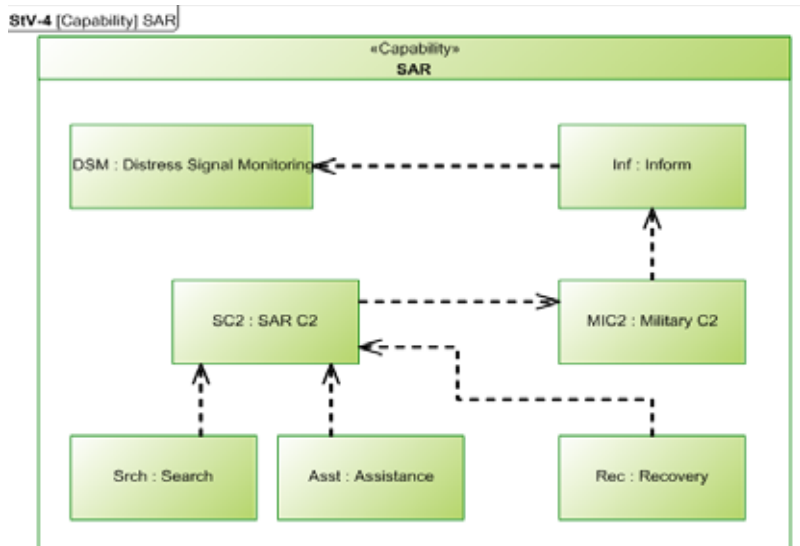 StV-4 [Capability] SAR
«Capability»
SAR
DSM : Distress Signal Monitoring
Inf : Inform
SC2 : SAR C2
MIC2 : Military C2
Srch : Search
Asst : Assistance
Rec : Recovery